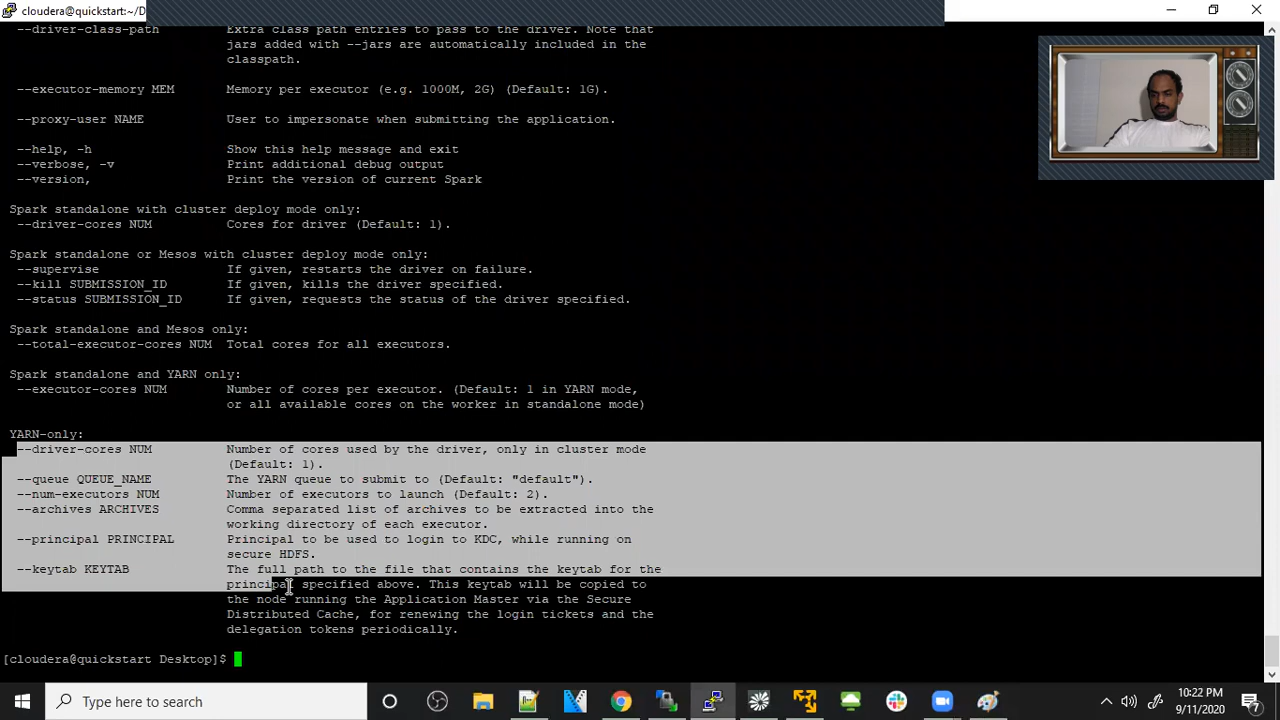 cloudera@quickstart:~/D
--driver-class-path Extra class path entries to pass to the driver. Note that
jars added with --jars are automatically included in the
classpath.
--executor-memory MEM Memory per executor (e.g. 1000M, 2G) (Default: 1G).
--proxy-user NAME User to impersonate when submitting the application.
--help, -h Show this help message and exit
--verbose, -v Print additional debug output
--version, Print the version of current Spark
Spark standalone with cluster deploy mode only:
--driver-cores NUM Cores for driver (Default: 1).
Spark standalone or Mesos with cluster deploy mode only:
--supervise If given, restarts the driver on failure.
--kill SUBMISSION_ID If given, kills the driver specified.
--status SUBMISSION_ID If given, requests the status of the driver specified.
Spark standalone and Mesos only:
--total-executor-cores NUM Total cores for all executors.
Spark standalone and YARN only:
--executor-cores NUM Number of cores per executor. (Default: 1 in YARN mode,
or all available cores on the worker in standalone mode)
YARN-only:
--driver-cores NUM Number of cores used by the driver, only in cluster mode
(Default: 1).
--queue QUEUE_NAME The YARN queue to submit to (Default: "default").
--num-executors NUM Number of executors to launch (Default: 2).
--archives ARCHIVES Comma separated list of archives to be extracted into the
working directory of each executor.
--principal PRINCIPAL Principal to be used to login to KDC, while running on
secure HDFS.
--keytab KEYTAB The full path to the file that contains the keytab for the
principal specified above. This keytab will be copied to
the node running the Application Master via the Secure
Distributed Cache, for renewing the login tickets and the
delegation tokens periodically.
[cloudera@quickstart Desktop]$
Type here to search
10:22 PM
9/11/2020
7